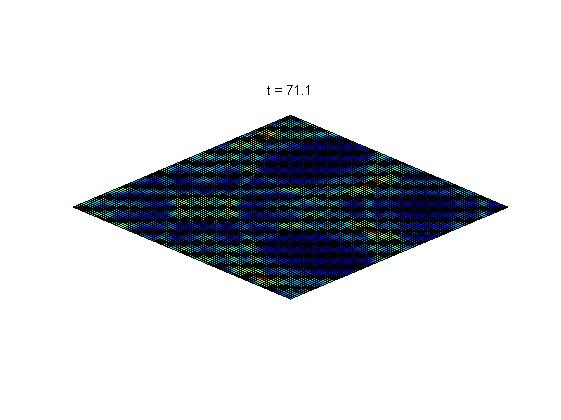 t = 71.1